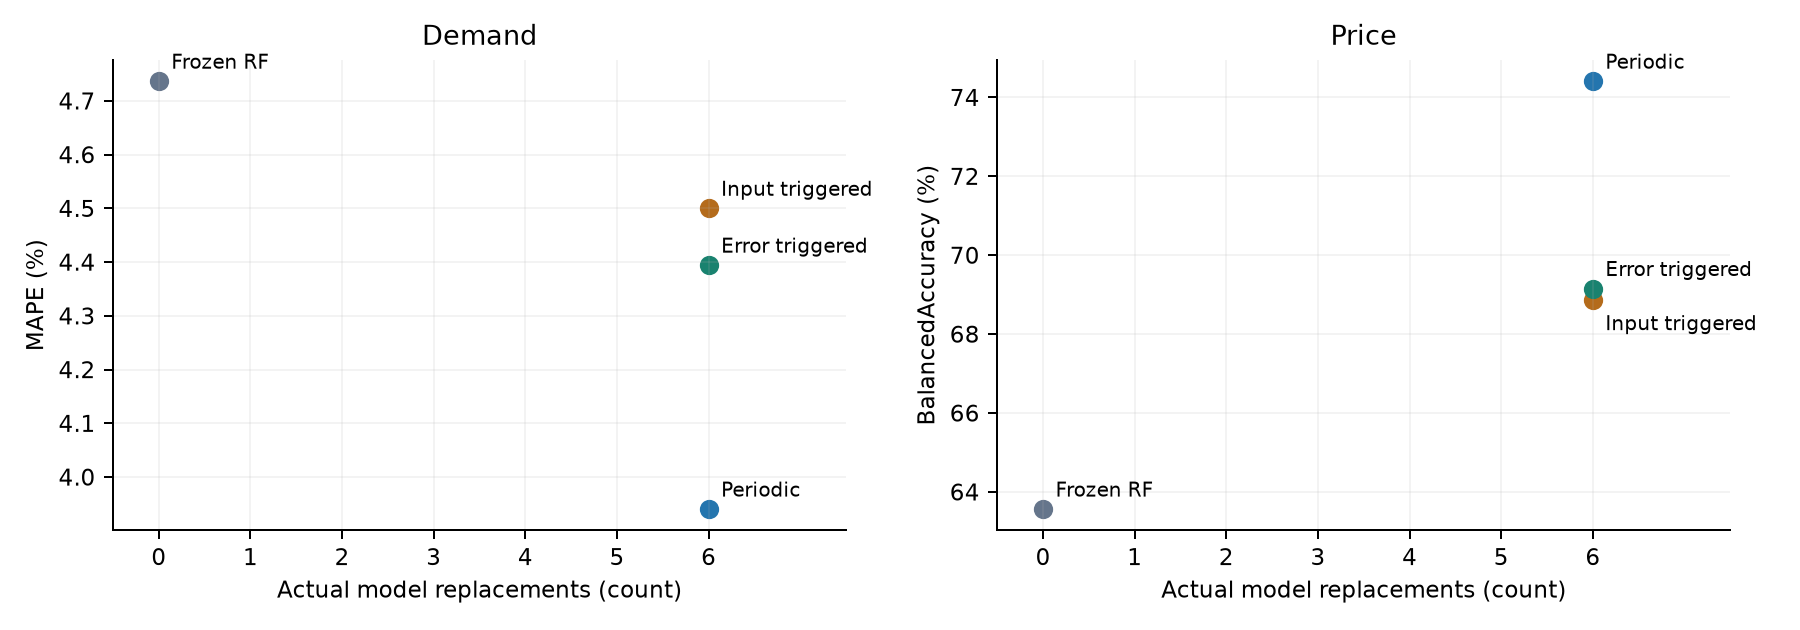 Demand
Frozen RF
Input triggered
Error triggered
Periodic
4.7
4.6
4.5
4.4
4.3
4.2
4.1
4.0
MAPE (%)
0 1 2 3 4 5 6
Actual model replacements (count)
Price
Periodic
Error triggered
Input triggered
Frozen RF
74
72
70
68
66
64
BalancedAccuracy (%)
0 1 2 3 4 5 6
Actual model replacements (count)